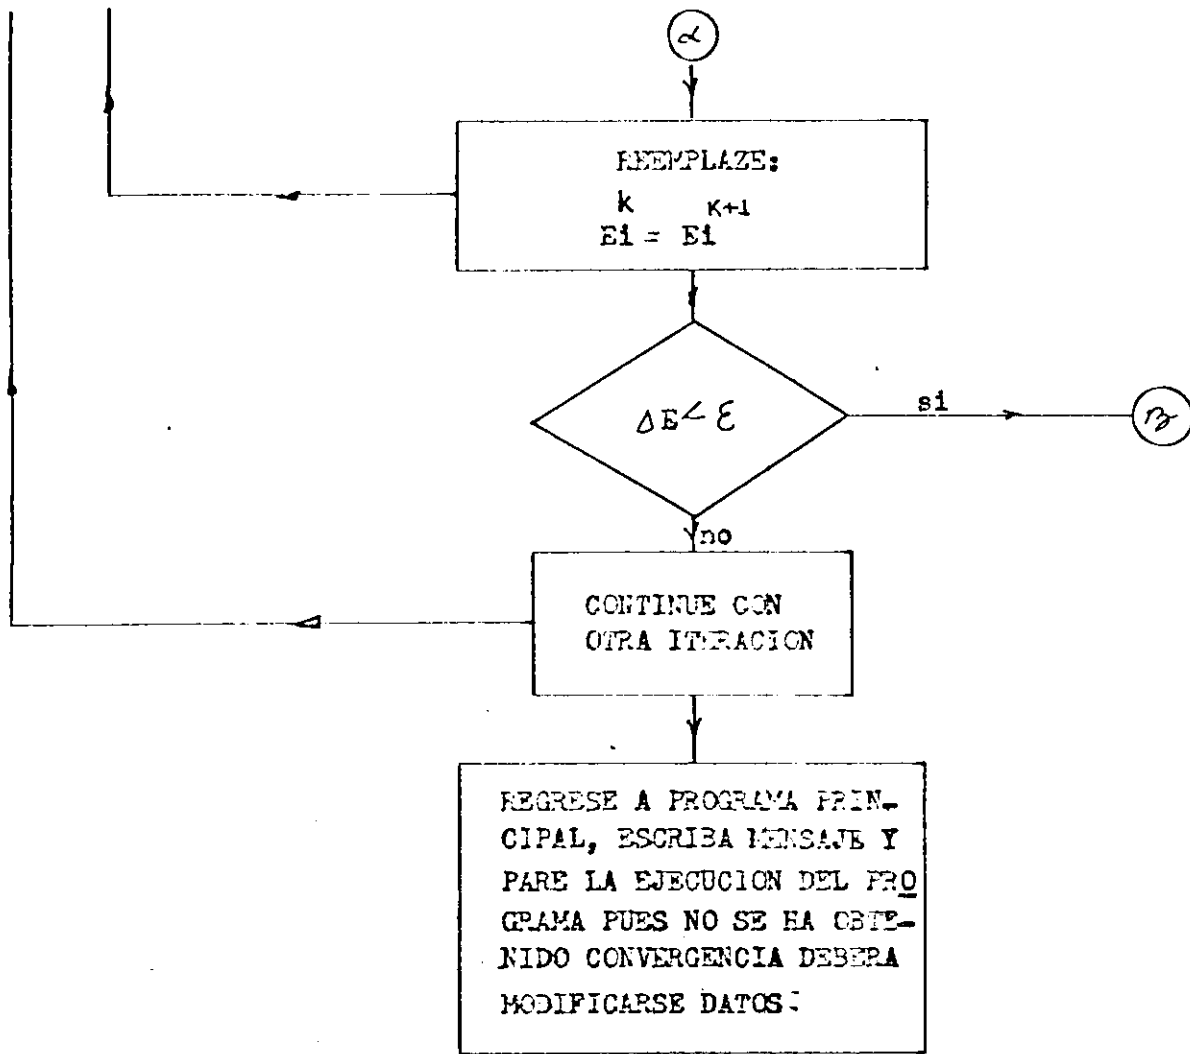 α
REEMPLAZE:
k K+1
Ei = Ei
ΔE < ε
si
β
no
CONTINUE CON
OTRA ITERACION
REGRESE A PROGRAMA PRIN-
CIPAL, ESCRIBA MENSAJE Y
PARE LA EJECUCION DEL PRO
GRAMA PUES NO SE HA OBTE-
NIDO CONVERGENCIA DEBERA
MODIFICARSE DATOS.